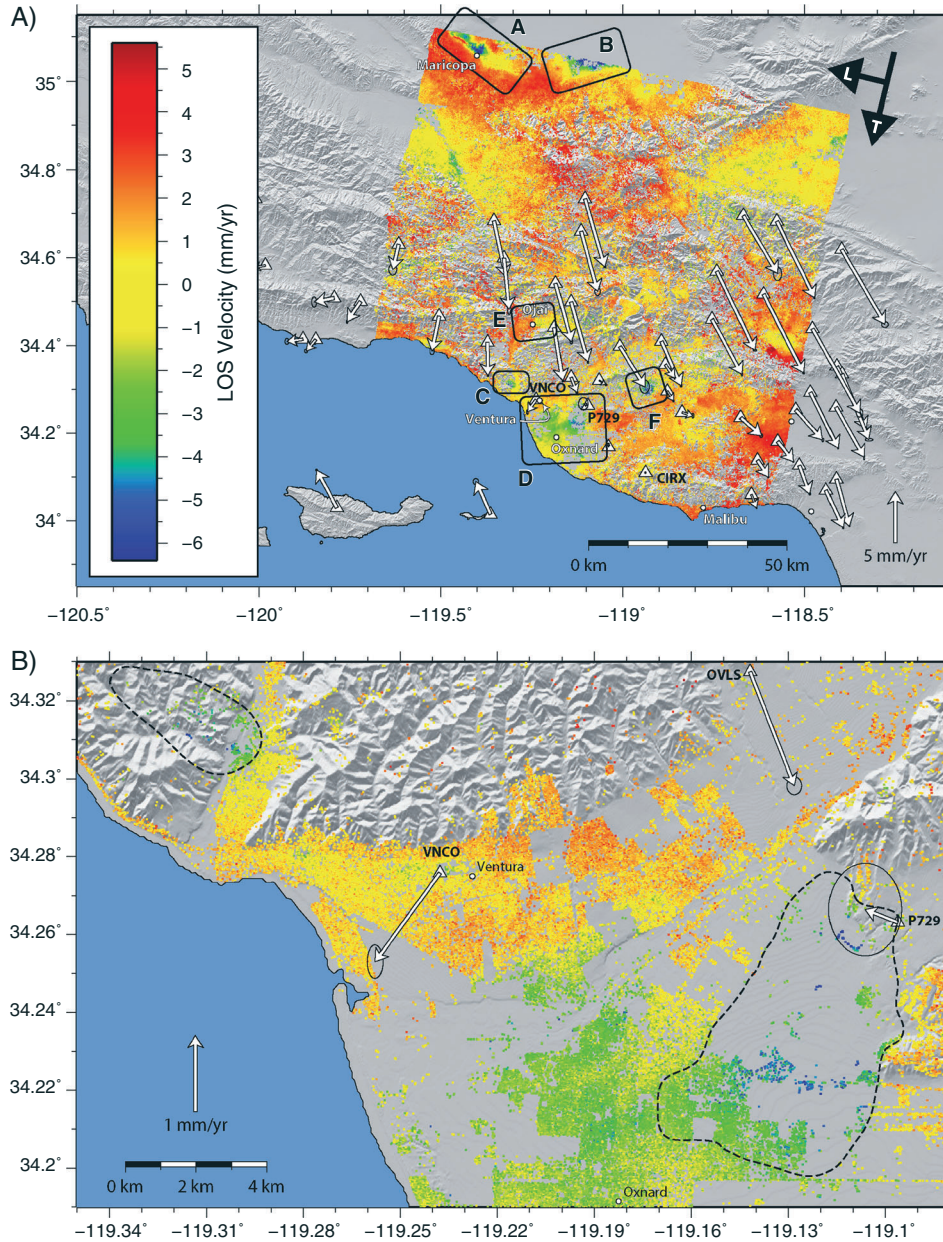 A)
LOS Velocity (mm/yr)
5
4
3
2
1
0
−1
−2
−3
−4
−5
−6
A
B
Maricopa
L
T
E
Ojai
C
VNCO
Ventura
P729
F
Oxnard
D
CIRX
Malibu
0 km
50 km
5 mm/yr
35˚
34.8˚
34.6˚
34.4˚
34.2˚
34˚
−120.5˚
−120˚
−119.5˚
−119˚
−118.5˚
B)
OVLS
VNCO
Ventura
P729
1 mm/yr
0 km
2 km
4 km
Oxnard
34.32˚
34.3˚
34.28˚
34.26˚
34.24˚
34.22˚
34.2˚
−119.34˚
−119.31˚
−119.28˚
−119.25˚
−119.22˚
−119.19˚
−119.16˚
−119.13˚
−119.1˚